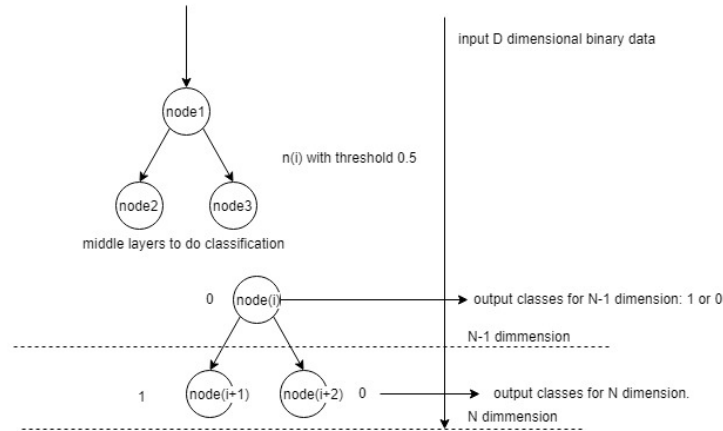 input D dimensional binary data
node1
n(i) with threshold 0.5
node2 node3
middle layers to do classification
0 node(i) output classes for N-1 dimension: 1 or 0
N-1 dimmension
1 node(i+1) node(i+2) 0 output classes for N dimension.
N dimmension